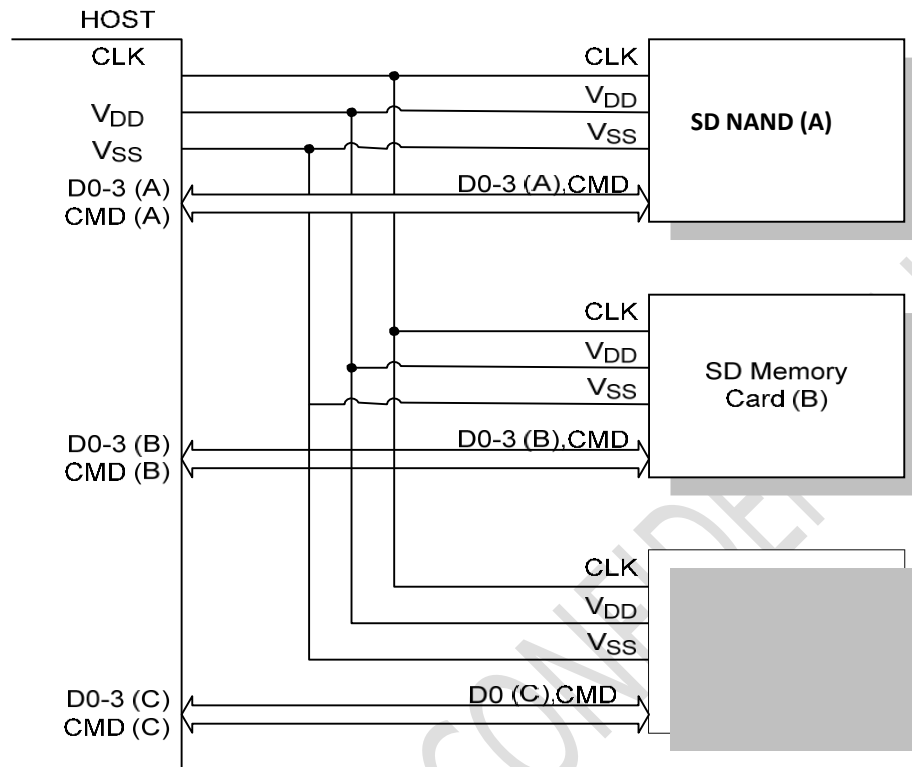 HOST
CLK
CLK
VDD
VDD
VSS
VSS
SD NAND (A)
D0-3 (A)
D0-3 (A),CMD
CMD (A)
CLK
VDD
VSS
SD Memory
Card (B)
D0-3 (B)
D0-3 (B),CMD
CMD (B)
CLK
VDD
VSS
D0-3 (C)
D0 (C),CMD
CMD (C)